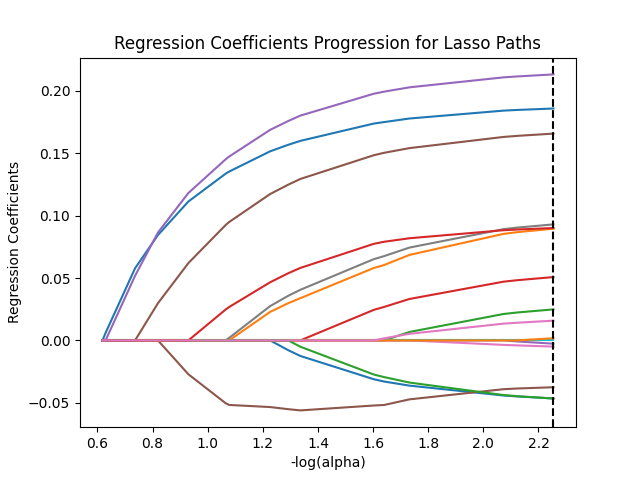 Regression Coefficients Progression for Lasso Paths
Regression Coefficients
0.20
0.15
0.10
0.05
0.00
−0.05
0.6 0.8 1.0 1.2 1.4 1.6 1.8 2.0 2.2
-log(alpha)